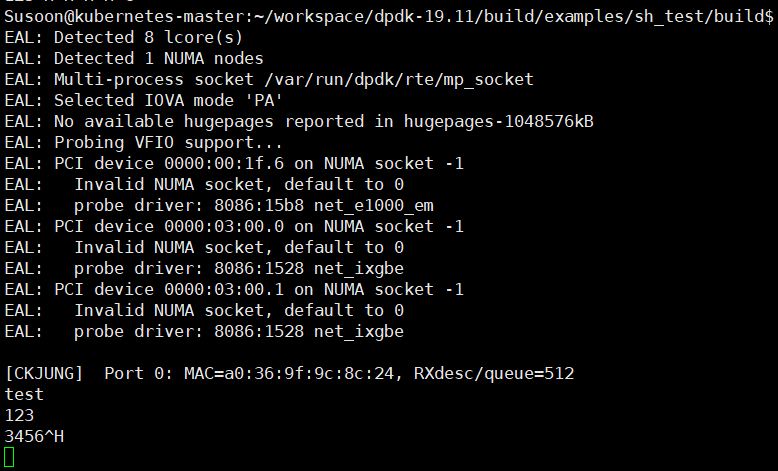 Susoon@kubernetes-master:~/workspace/dpdk-19.11/build/examples/sh_test/build$
EAL: Detected 8 lcore(s)
EAL: Detected 1 NUMA nodes
EAL: Multi-process socket /var/run/dpdk/rte/mp_socket
EAL: Selected IOVA mode 'PA'
EAL: No available hugepages reported in hugepages-1048576kB
EAL: Probing VFIO support...
EAL: PCI device 0000:00:1f.6 on NUMA socket -1
EAL:   Invalid NUMA socket, default to 0
EAL:   probe driver: 8086:15b8 net_e1000_em
EAL: PCI device 0000:03:00.0 on NUMA socket -1
EAL:   Invalid NUMA socket, default to 0
EAL:   probe driver: 8086:1528 net_ixgbe
EAL: PCI device 0000:03:00.1 on NUMA socket -1
EAL:   Invalid NUMA socket, default to 0
EAL:   probe driver: 8086:1528 net_ixgbe
[CKJUNG]  Port 0: MAC=a0:36:9f:9c:8c:24, RXdesc/queue=512
test
123
3456^H